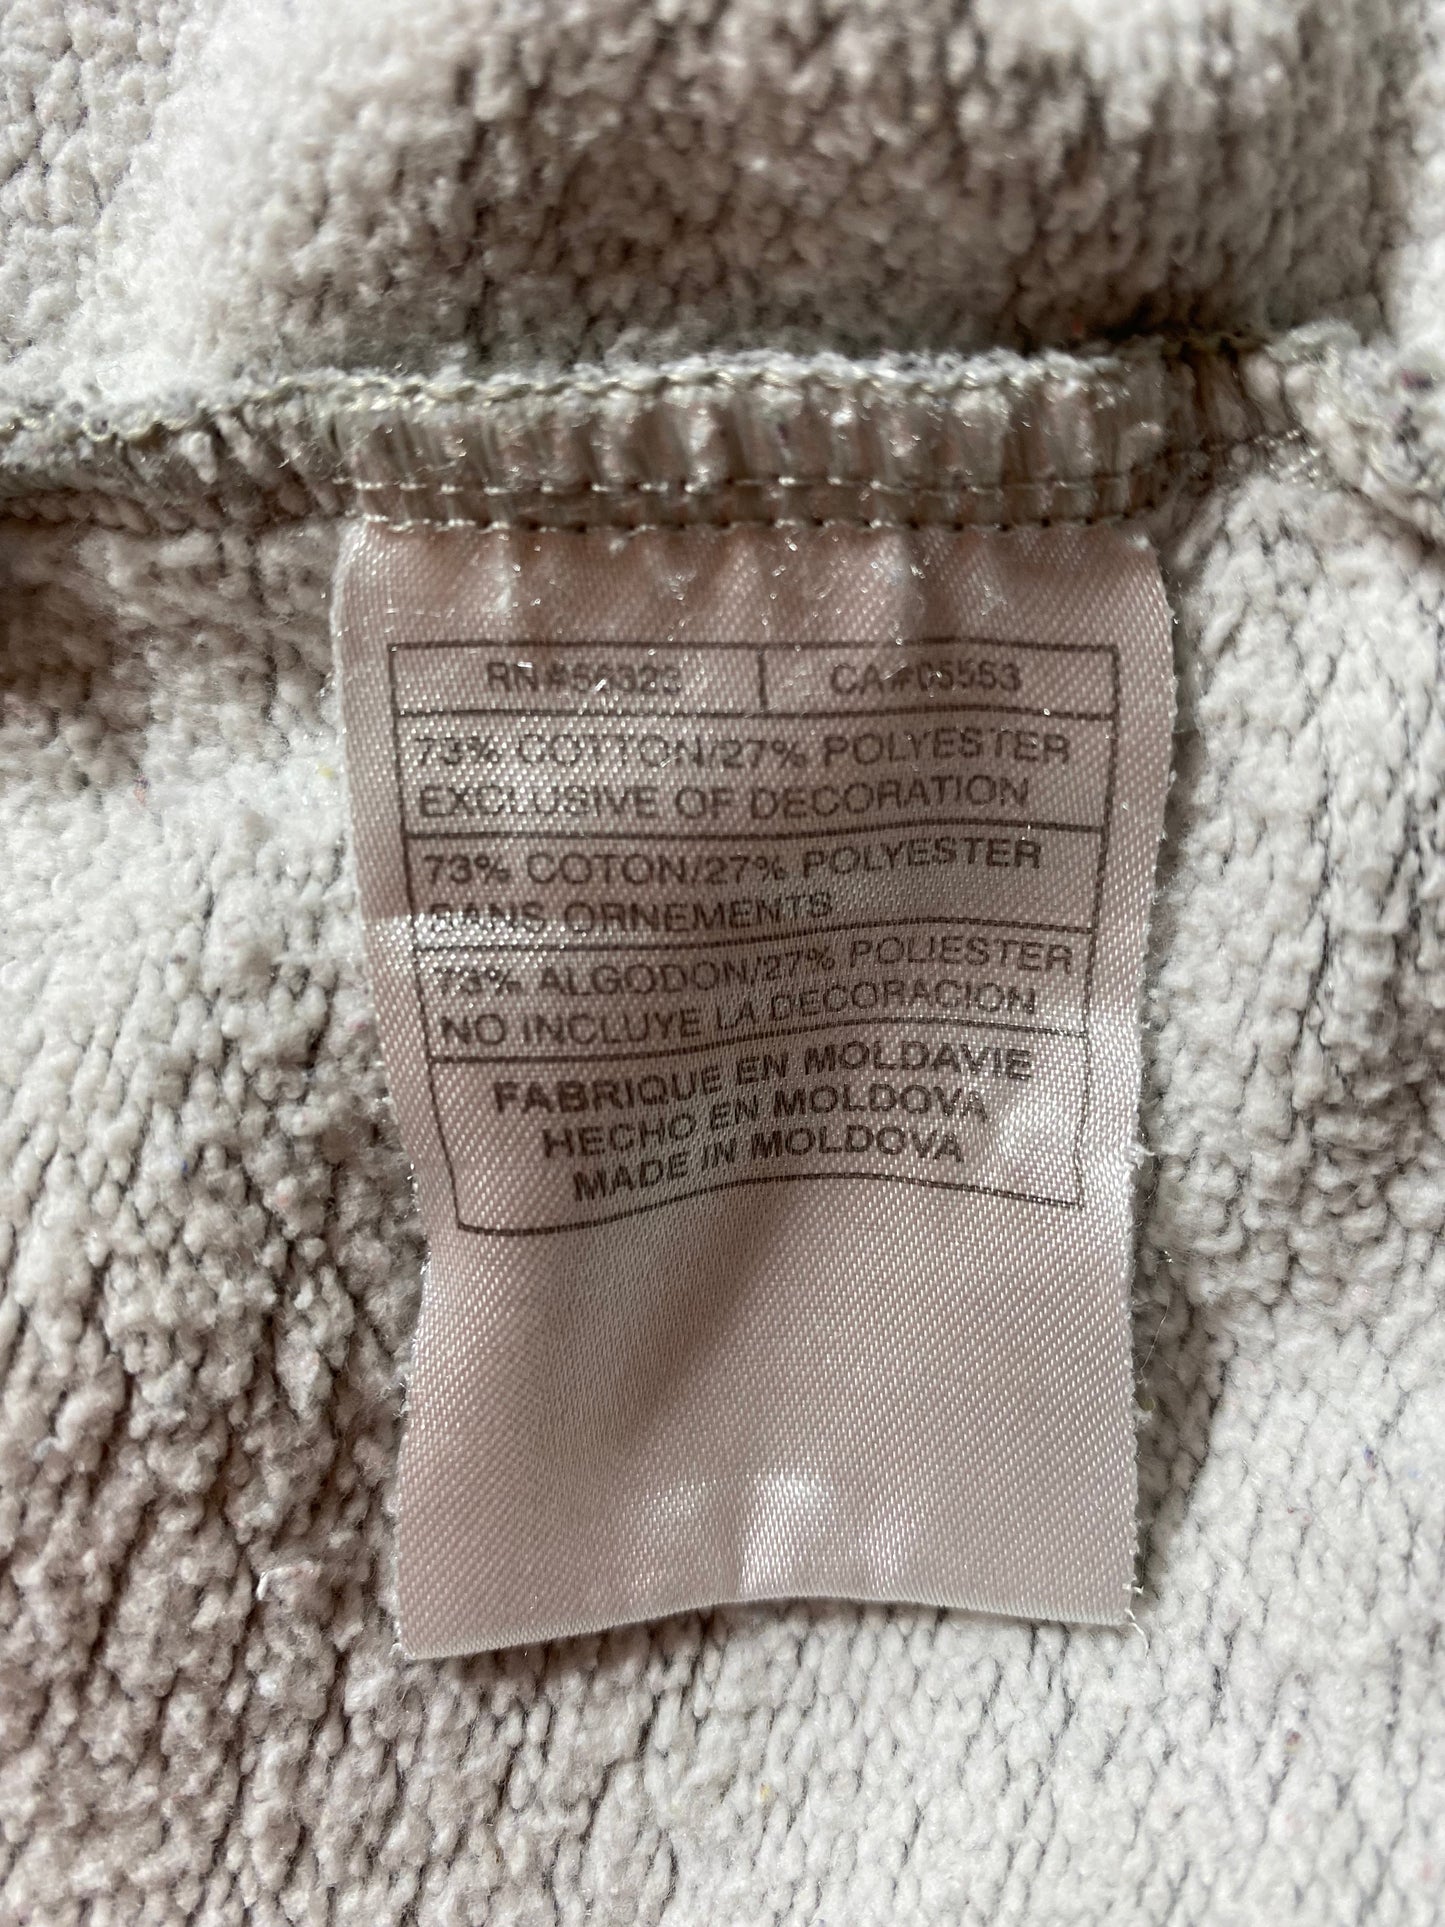 RN#56323 CA#05553
73% COTTON/27% POLYESTER
EXCLUSIVE OF DECORATION
73% COTON/27% POLYESTER
SANS ORNEMENTS
73% ALGODON/27% POLIESTER
NO INCLUYE LA DECORACION
FABRIQUE EN MOLDAVIE
HECHO EN MOLDOVA
MADE IN MOLDOVA